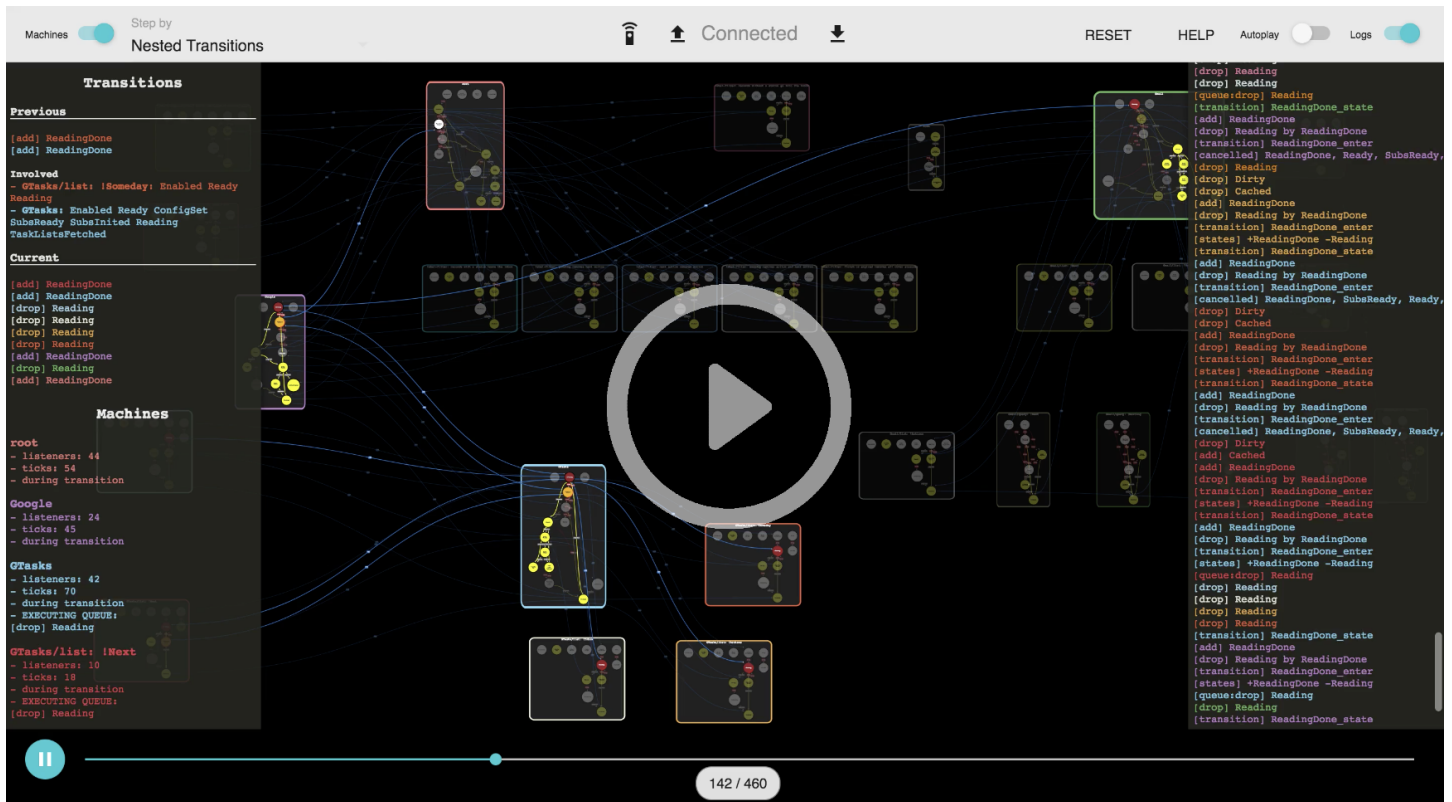 Machines
Step by
Nested Transitions
Connected
RESET
HELP
Autoplay
Logs
Transitions
Previous
[add] ReadingDone
[add] ReadingDone
Involved
- GTasks/list: !Someday: Enabled Ready
Reading
- GTasks: Enabled Ready ConfigSet
SubsReady SubsInited Reading
TaskListsFetched
Current
[add] ReadingDone
[add] ReadingDone
[drop] Reading
[drop] Reading
[drop] Reading
[drop] Reading
[add] ReadingDone
[drop] Reading
[add] ReadingDone
Machines
root
- listeners: 44
- ticks: 54
- during transition
Google
- listeners: 24
- ticks: 45
- during transition
GTasks
- listeners: 42
- ticks: 70
- during transition
- EXECUTING QUEUE:
[drop] Reading
GTasks/list: !Next
- listeners: 10
- ticks: 18
- during transition
- EXECUTING QUEUE:
[drop] Reading
[drop] Reading
[drop] Reading
[queue:drop] Reading
[transition] ReadingDone_state
[add] ReadingDone
[drop] Reading by ReadingDone
[transition] ReadingDone_enter
[cancelled] ReadingDone, Ready, SubsReady,
[drop] Reading
[drop] Dirty
[drop] Cached
[add] ReadingDone
[drop] Reading by ReadingDone
[transition] ReadingDone_enter
[states] +ReadingDone -Reading
[transition] ReadingDone_state
[add] ReadingDone
[drop] Reading by ReadingDone
[transition] ReadingDone_enter
[cancelled] ReadingDone, SubsReady, Ready,
[drop] Dirty
[drop] Cached
[add] ReadingDone
[drop] Reading by ReadingDone
[transition] ReadingDone_enter
[states] +ReadingDone -Reading
[transition] ReadingDone_state
[add] ReadingDone
[drop] Reading by ReadingDone
[transition] ReadingDone_enter
[cancelled] ReadingDone, SubsReady, Ready,
[drop] Dirty
[add] Cached
[add] ReadingDone
[drop] Reading by ReadingDone
[transition] ReadingDone_enter
[states] +ReadingDone -Reading
[transition] ReadingDone_state
[add] ReadingDone
[drop] Reading by ReadingDone
[transition] ReadingDone_enter
[states] +ReadingDone -Reading
[queue:drop] Reading
[drop] Reading
[drop] Reading
[drop] Reading
[drop] Reading
[transition] ReadingDone_state
[add] ReadingDone
[drop] Reading by ReadingDone
[transition] ReadingDone_enter
[states] +ReadingDone -Reading
[queue:drop] Reading
[drop] Reading
[transition] ReadingDone_state
142 / 460